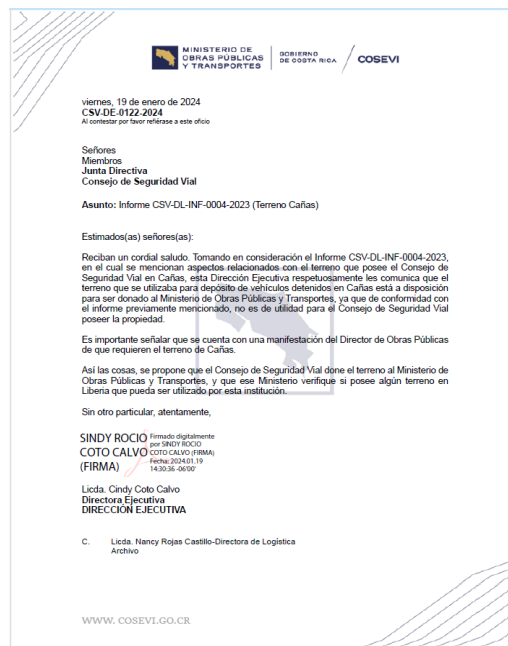 MINISTERIO DE
OBRAS PÚBLICAS
Y TRANSPORTES
GOBIERNO
DE COSTA RICA
COSEVI
viernes, 19 de enero de 2024
CSV-DE-0122-2024
Al contestar por favor refiérase a este oficio
Señores
Miembros
Junta Directiva
Consejo de Seguridad Vial
Asunto: Informe CSV-DL-INF-0004-2023 (Terreno Cañas)
Estimados(as) señores(as):
Reciban un cordial saludo. Tomando en consideración el Informe CSV-DL-INF-0004-2023,
en el cual se mencionan aspectos relacionados con el terreno que posee el Consejo de
Seguridad Vial en Cañas, esta Dirección Ejecutiva respetuosamente les comunica que el
terreno que se utilizaba para depósito de vehículos detenidos en Cañas está a disposición
para ser donado al Ministerio de Obras Públicas y Transportes, ya que de conformidad con
el informe previamente mencionado, no es de utilidad para el Consejo de Seguridad Vial
poseer la propiedad.
Es importante señalar que se cuenta con una manifestación del Director de Obras Públicas
de que requieren el terreno de Cañas.
Así las cosas, se propone que el Consejo de Seguridad Vial done el terreno al Ministerio de
Obras Públicas y Transportes, y que ese Ministerio verifique si posee algún terreno en
Liberia que pueda ser utilizado por esta institución.
Sin otro particular, atentamente,
SINDY ROCIO
COTO CALVO
(FIRMA)
Firmado digitalmente
por SINDY ROCIO
COTO CALVO (FIRMA)
Fecha: 2024.01.19
14:30:36 -06'00'
Licda. Cindy Coto Calvo
Directora Ejecutiva
DIRECCIÓN EJECUTIVA
C. Licda. Nancy Rojas Castillo-Directora de Logística
Archivo
WWW. COSEVI.GO.CR